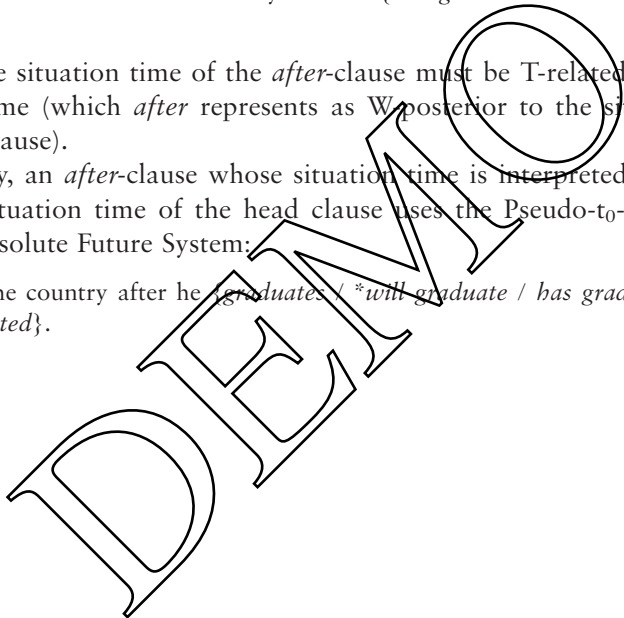 e situation time of the after-clause must be T-related
me (which after represents as W-posterior to the si
ause).
y, an after-clause whose situation time is interpreted
tuation time of the head clause uses the Pseudo-t₀-
solute Future System:
ne country after he {graduates / *will graduate / has grad
ted}.
DEMO